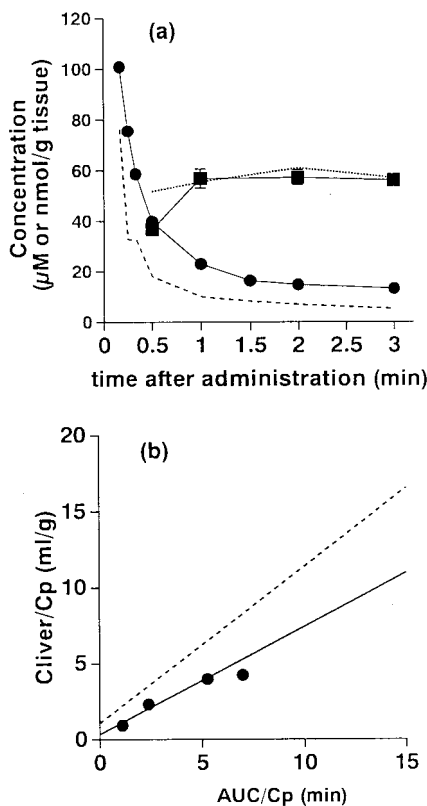 (a)
Concentration
(µM or nmol/g tissue)
120
100
80
60
40
20
0
0 0.5 1 1.5 2 2.5 3
time after administration (min)
(b)
Cliver/Cp (ml/g)
20
15
10
5
0
0 5 10 15
AUC/Cp (min)